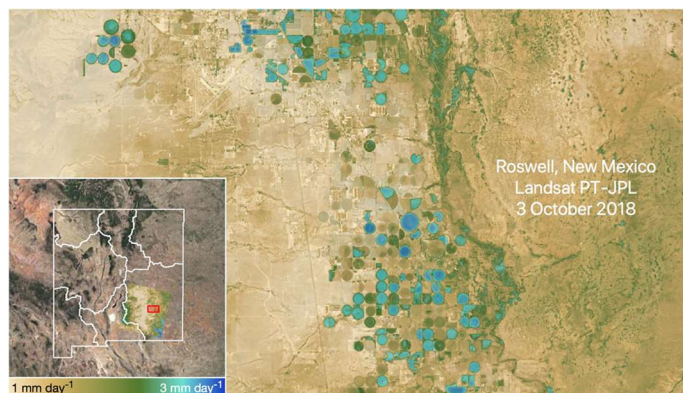 Roswell, New Mexico
Landsat PT-JPL
3 October 2018
1 mm day⁻¹
3 mm day⁻¹